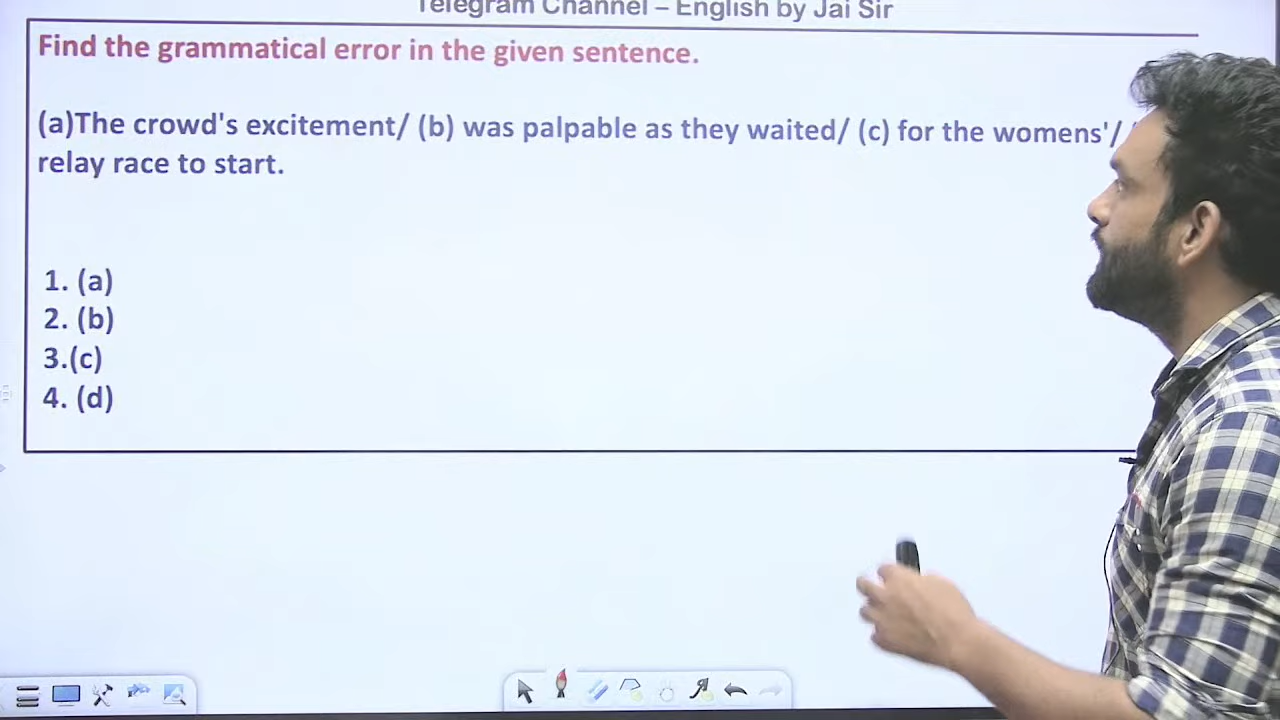 Telegram Channel – English by Jai Sir
Find the grammatical error in the given sentence.
(a)The crowd's excitement/ (b) was palpable as they waited/ (c) for the womens'/
relay race to start.
1. (a)
2. (b)
3.(c)
4. (d)